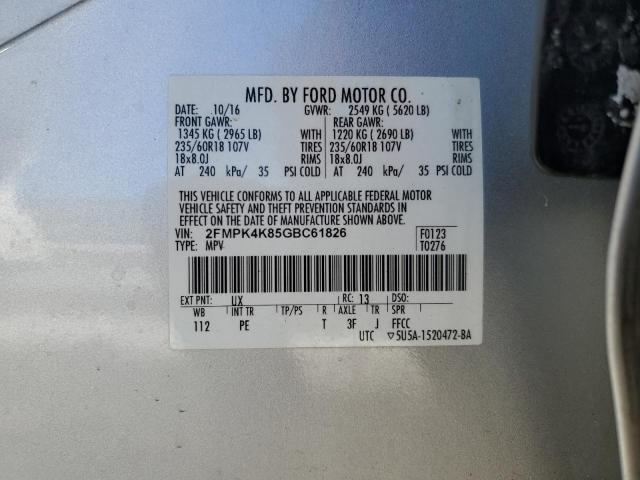 MFD. BY FORD MOTOR CO.
DATE: 10/16 GVWR: 2549 KG ( 5620 LB)
FRONT GAWR: REAR GAWR:
1345 KG ( 2965 LB) WITH 1220 KG ( 2690 LB) WITH
235/60R18 107V TIRES 235/60R18 107V TIRES
18x8.0J RIMS 18x8.0J RIMS
AT 240 kPa/ 35 PSI COLD AT 240 kPa/ 35 PSI COLD
THIS VEHICLE CONFORMS TO ALL APPLICABLE FEDERAL MOTOR
VEHICLE SAFETY AND THEFT PREVENTION STANDARDS IN
EFFECT ON THE DATE OF MANUFACTURE SHOWN ABOVE.
VIN: 2FMPK4K85GBC61826 F0123
TYPE: MPV T0276
EXT PNT: UX RC: 13 DSO:
WB INT TR TP/PS R AXLE TR SPR
112 PE T 3F J FFCC
UTC ▽5U5A-1520472-BA